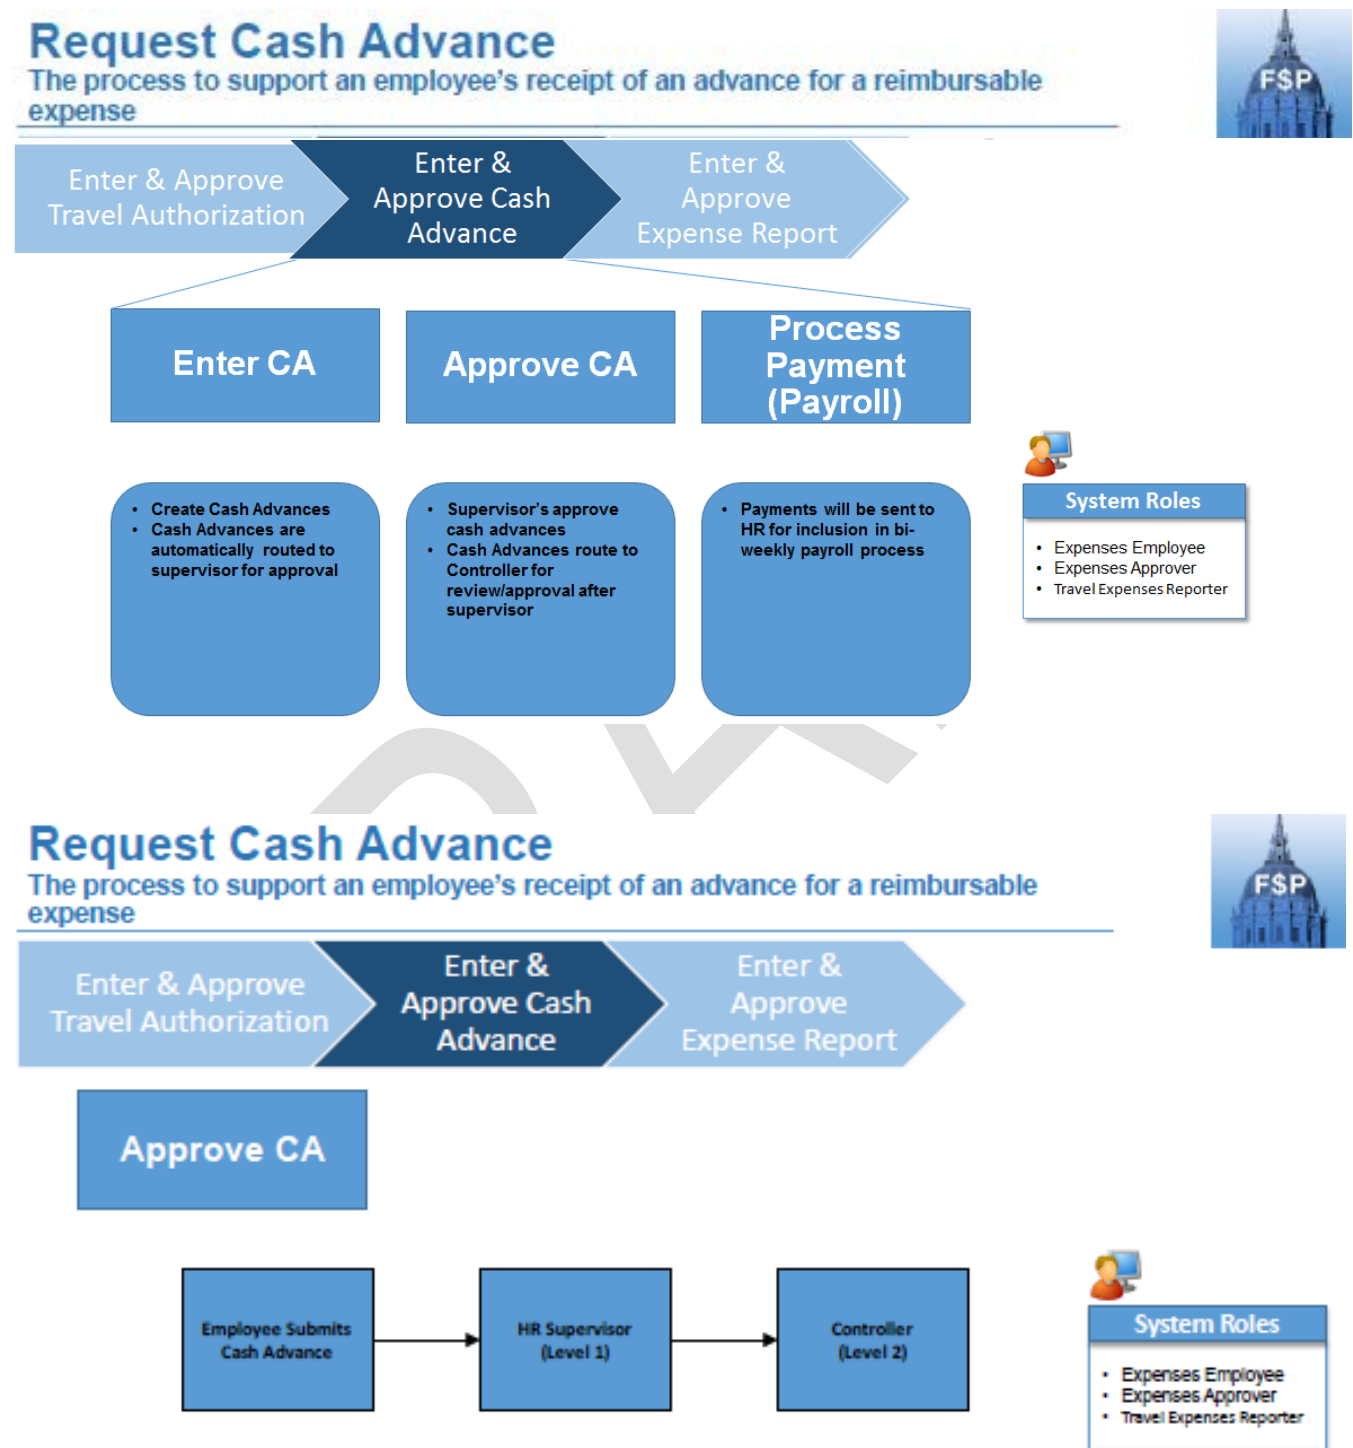 Request Cash Advance
The process to support an employee's receipt of an advance for a reimbursable
expense
F$P
Enter & Approve
Travel Authorization
Enter &
Approve Cash
Advance
Enter &
Approve
Expense Report
Enter CA
Approve CA
Process
Payment
(Payroll)
• Create Cash Advances
• Cash Advances are
automatically routed to
supervisor for approval
• Supervisor's approve
cash advances
• Cash Advances route to
Controller for
review/approval after
supervisor
• Payments will be sent to
HR for inclusion in bi-
weekly payroll process
System Roles
• Expenses Employee
• Expenses Approver
• Travel Expenses Reporter
Request Cash Advance
The process to support an employee's receipt of an advance for a reimbursable
expense
F$P
Enter & Approve
Travel Authorization
Enter &
Approve Cash
Advance
Enter &
Approve
Expense Report
Approve CA
Employee Submits
Cash Advance
HR Supervisor
(Level 1)
Controller
(Level 2)
System Roles
• Expenses Employee
• Expenses Approver
• Travel Expenses Reporter